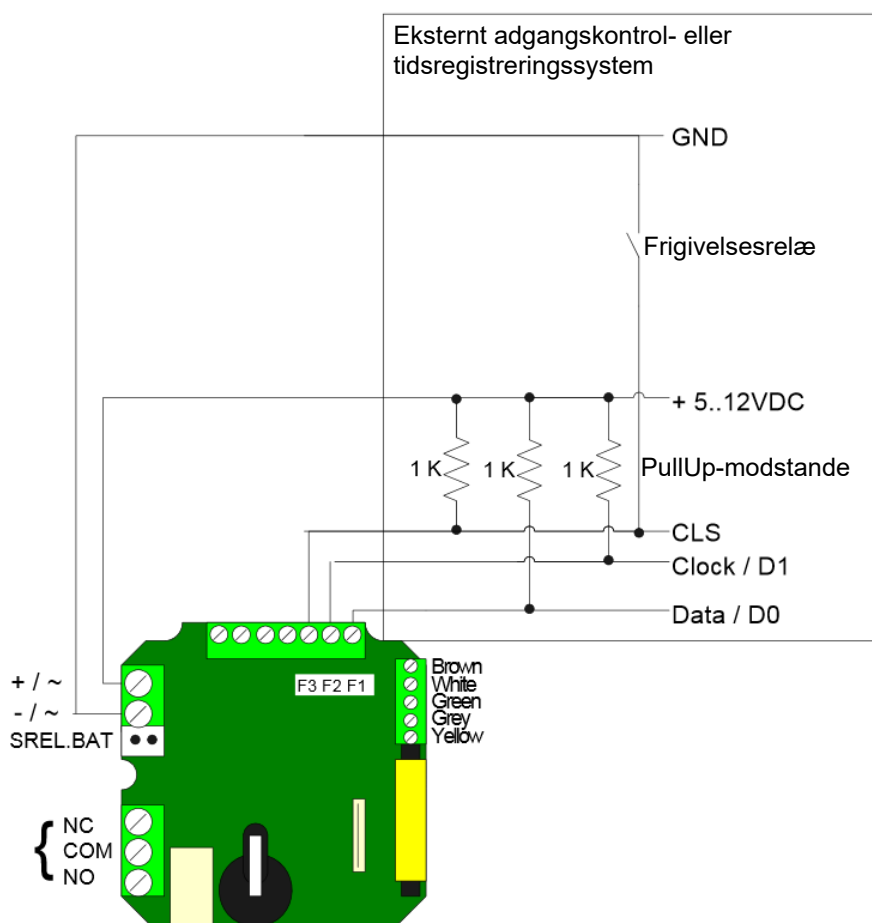 Eksternt adgangskontrol- eller
tidsregistreringssystem
GND
Frigivelsesrelæ
+ 5..12VDC
1 K
1 K
1 K
PullUp-modstande
CLS
Clock / D1
Data / D0
+ / ~
- / ~
SREL.BAT
F3 F2 F1
Brown
White
Green
Grey
Yellow
NC
COM
NO